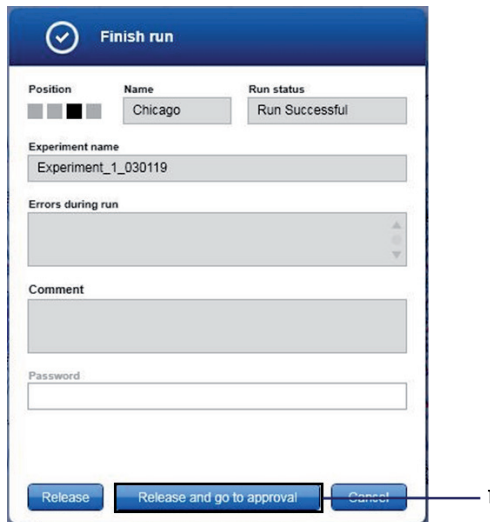 Finish run
Position Name Run status
Chicago Run Successful
Experiment name
Experiment_1_030119
Errors during run
Comment
Password
Release Release and go to approval Cancel 1